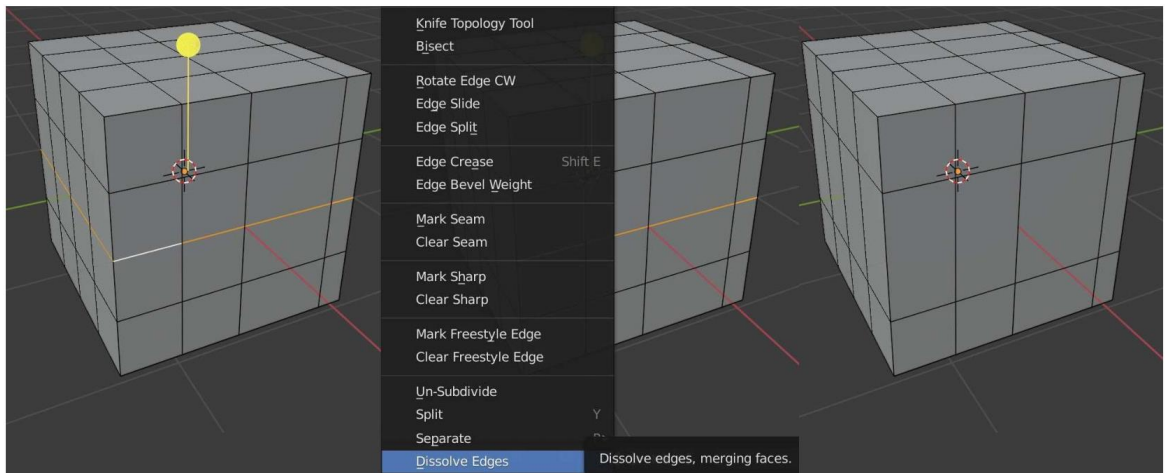 Knife Topology Tool
Bisect
Rotate Edge CW
Edge Slide
Edge Split
Edge Crease Shift E
Edge Bevel Weight
Mark Seam
Clear Seam
Mark Sharp
Clear Sharp
Mark Freestyle Edge
Clear Freestyle Edge
Un-Subdivide
Split Y
Separate
Dissolve Edges
Dissolve edges, merging faces.